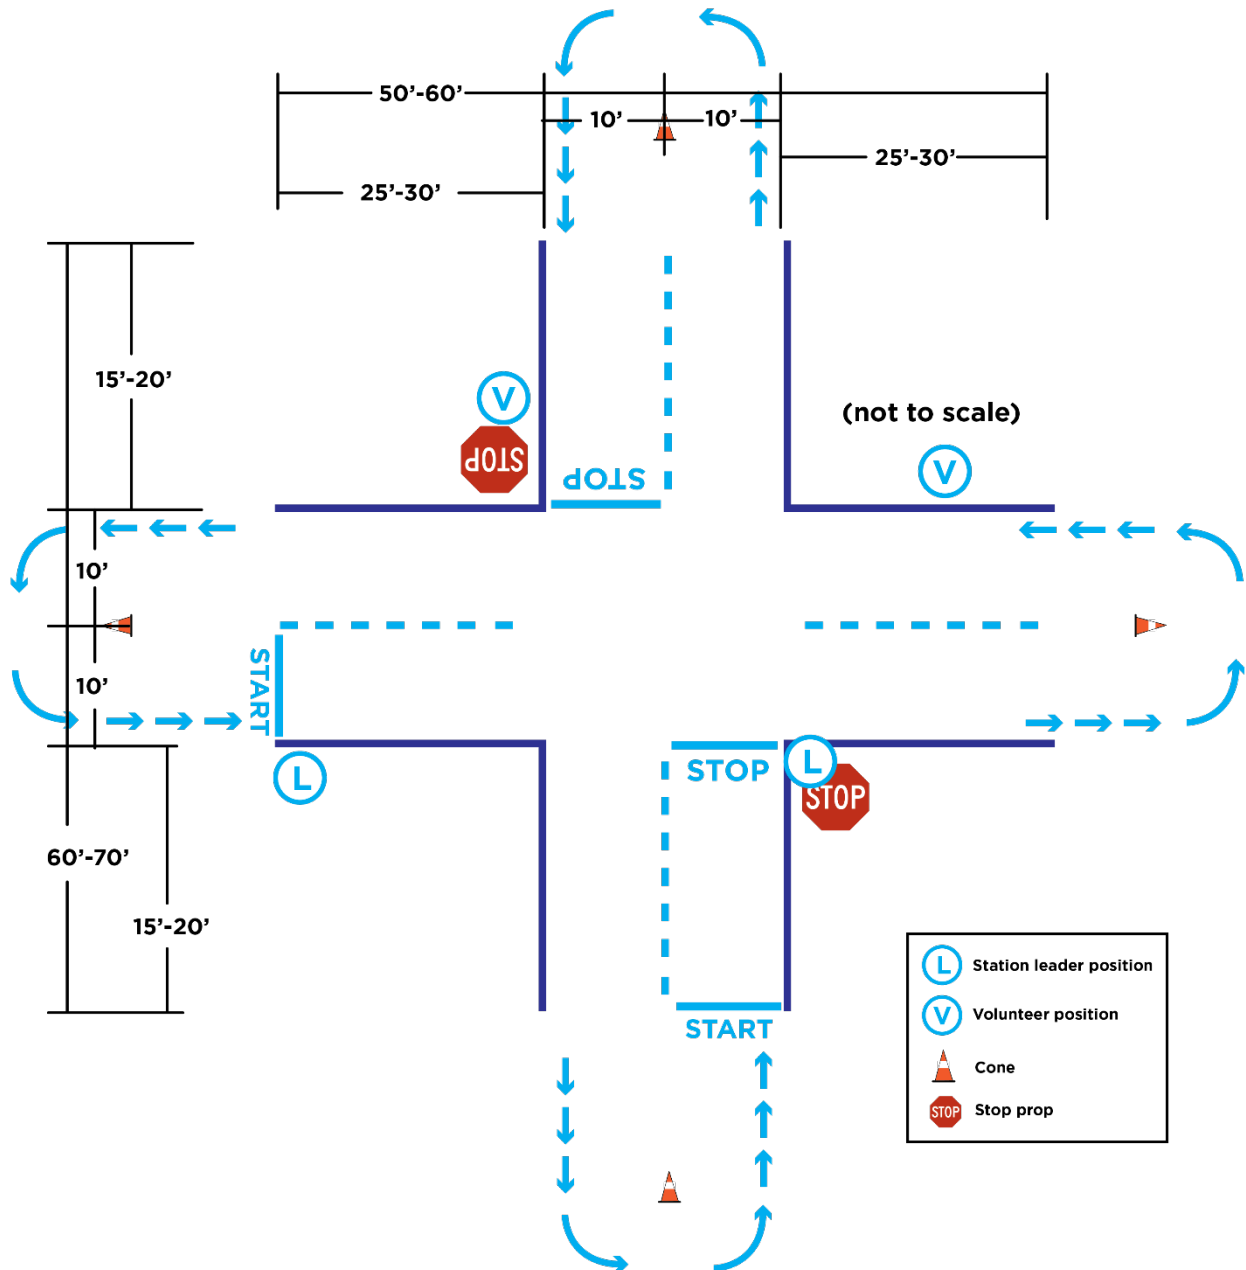 50’-60’
10’
10’
25’-30’
25’-30’
15’-20’
V
STOP
STOP
(not to scale)
V
10’
10’
START
L
STOP
L
STOP
60’-70’
15’-20’
START
L Station leader position
V Volunteer position
Cone
STOP Stop prop